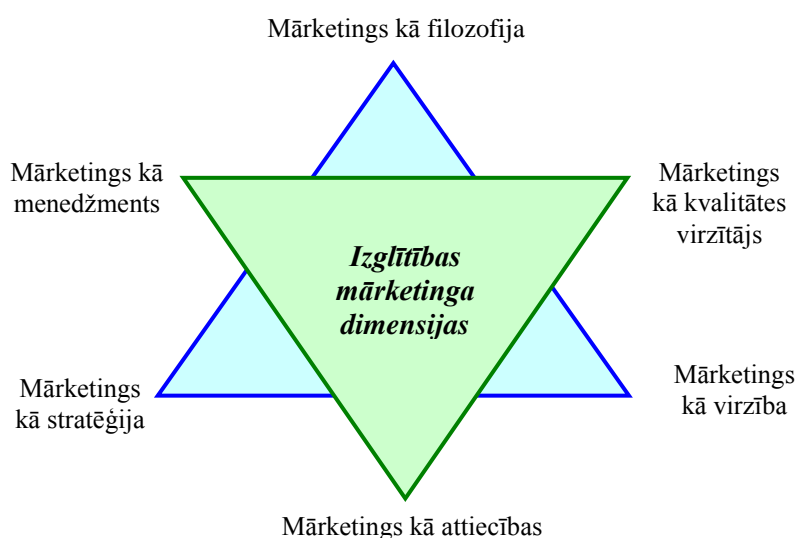 Mārketings kā filozofija
Mārketings kā
menedžments
Mārketings
kā kvalitātes
virzītājs
Izglītības
mārketinga
dimensijas
Mārketings
kā stratēģija
Mārketings
kā virzība
Mārketings kā attiecības